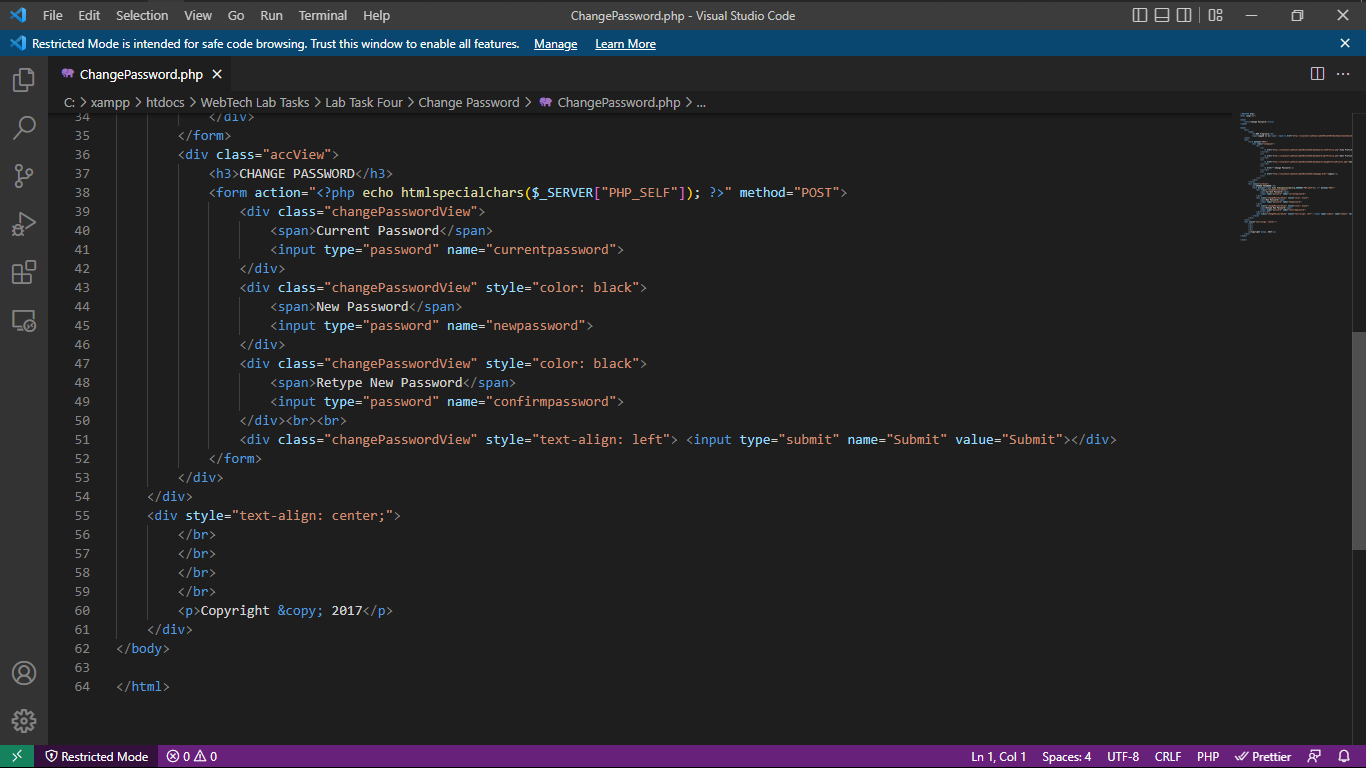 File Edit Selection View Go Run Terminal Help ChangePassword.php - Visual Studio Code
Restricted Mode is intended for safe code browsing. Trust this window to enable all features. Manage Learn More
ChangePassword.php
C: > xampp > htdocs > WebTech Lab Tasks > Lab Task Four > Change Password > ChangePassword.php > ...
34 </div>
35 </form>
36 <div class="accView">
37 <h3>CHANGE PASSWORD</h3>
38 <form action="<?php echo htmlspecialchars($_SERVER["PHP_SELF"]); ?>" method="POST">
39 <div class="changePasswordView">
40 <span>Current Password</span>
41 <input type="password" name="currentpassword">
42 </div>
43 <div class="changePasswordView" style="color: black">
44 <span>New Password</span>
45 <input type="password" name="newpassword">
46 </div>
47 <div class="changePasswordView" style="color: black">
48 <span>Retype New Password</span>
49 <input type="password" name="confirmpassword">
50 </div><br><br>
51 <div class="changePasswordView" style="text-align: left"> <input type="submit" name="Submit" value="Submit"></div>
52 </form>
53 </div>
54 </div>
55 <div style="text-align: center;">
56 </br>
57 </br>
58 </br>
59 </br>
60 <p>Copyright &copy; 2017</p>
61 </div>
62 </body>
63
64 </html>
Restricted Mode 0 0 Ln 1, Col 1 Spaces: 4 UTF-8 CRLF PHP Prettier